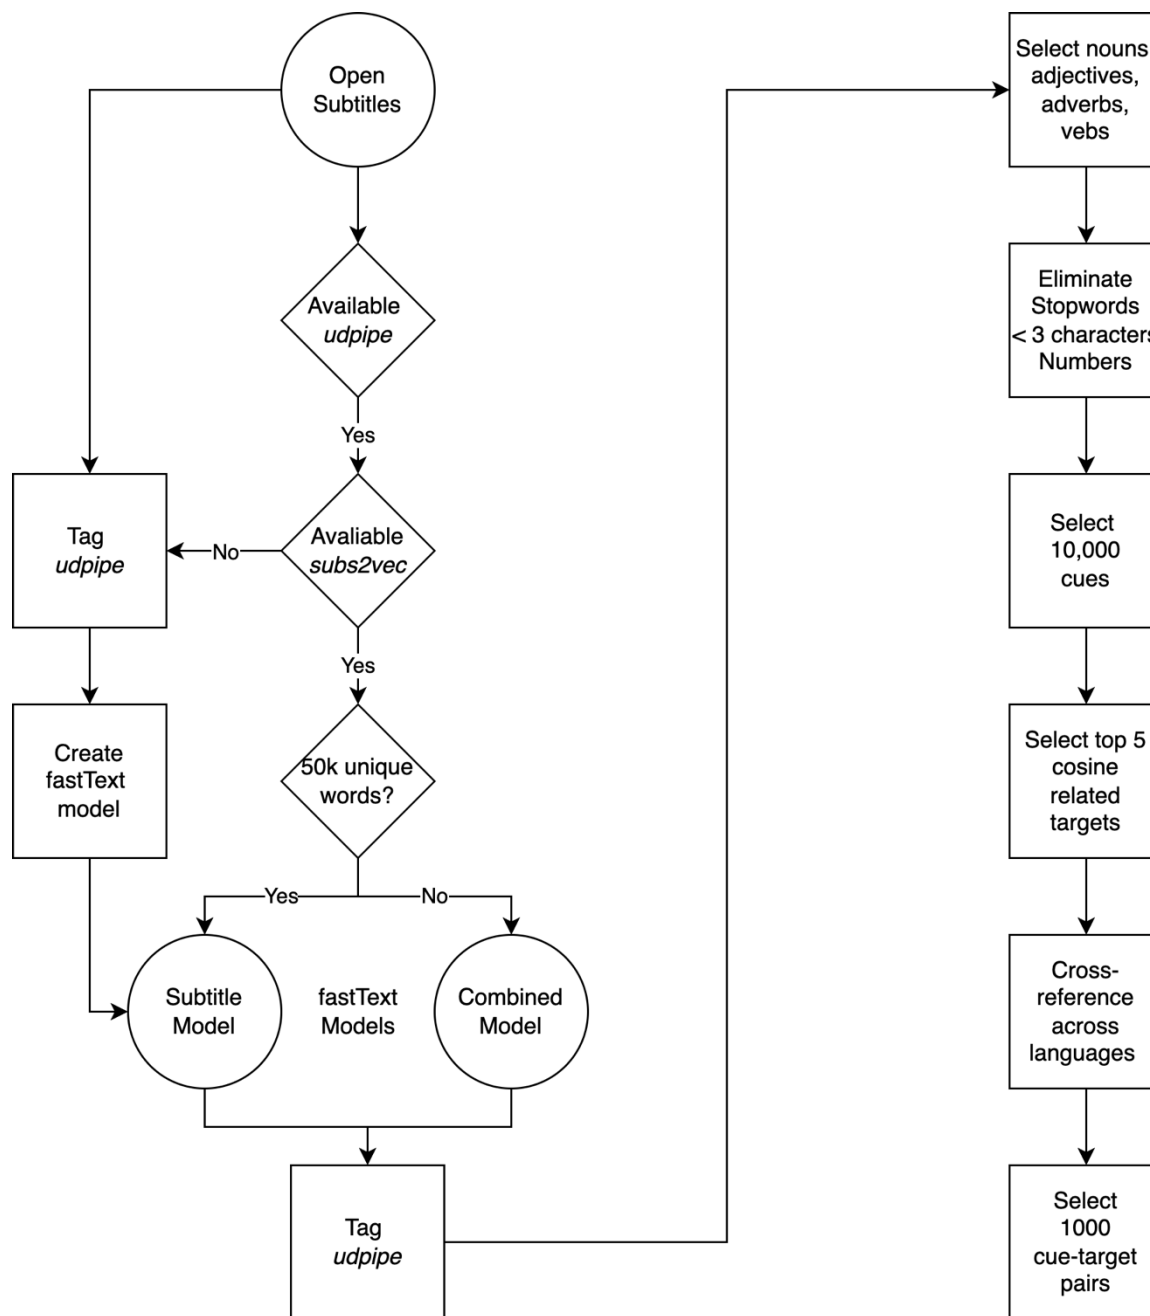 Open
Subtitles
Available
udpipe
Yes
Avaliable
subs2vec
No
Tag
udpipe
Yes
Create
fastText
model
50k unique
words?
Yes
No
Subtitle
Model
fastText
Models
Combined
Model
Tag
udpipe
Select nouns
adjectives,
adverbs,
vebs
Eliminate
Stopwords
< 3 characters
Numbers
Select
10,000
cues
Select top 5
cosine
related
targets
Cross-
reference
across
languages
Select
1000
cue-target
pairs